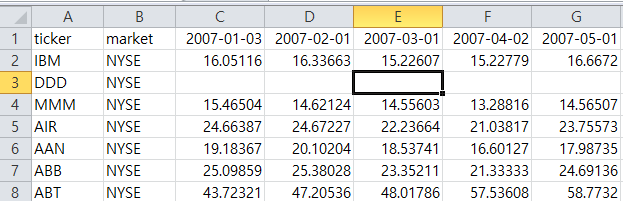 A B C D E F G
1 ticker market 2007-01-03 2007-02-01 2007-03-01 2007-04-02 2007-05-01
2 IBM NYSE 16.05116 16.33663 15.22607 15.22779 16.6672
3 DDD NYSE
4 MMM NYSE 15.46504 14.62124 14.55603 13.28816 14.56507
5 AIR NYSE 24.66387 24.67227 22.23664 21.03817 23.75573
6 AAN NYSE 19.18367 20.10204 18.53741 16.60127 17.98735
7 ABB NYSE 25.09859 25.38028 23.35211 21.33333 24.69136
8 ABT NYSE 43.72321 47.20536 48.01786 57.53608 58.7732